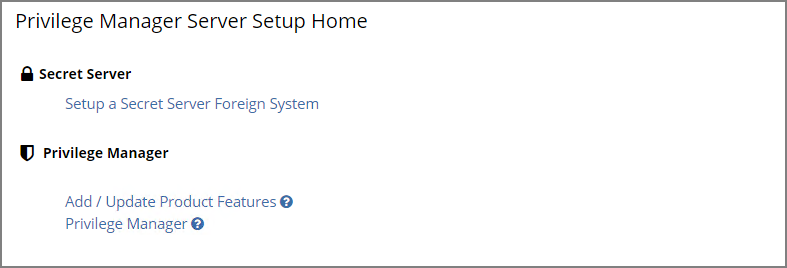 Privilege Manager Server Setup Home
Secret Server
Setup a Secret Server Foreign System
Privilege Manager
Add / Update Product Features ?
Privilege Manager ?